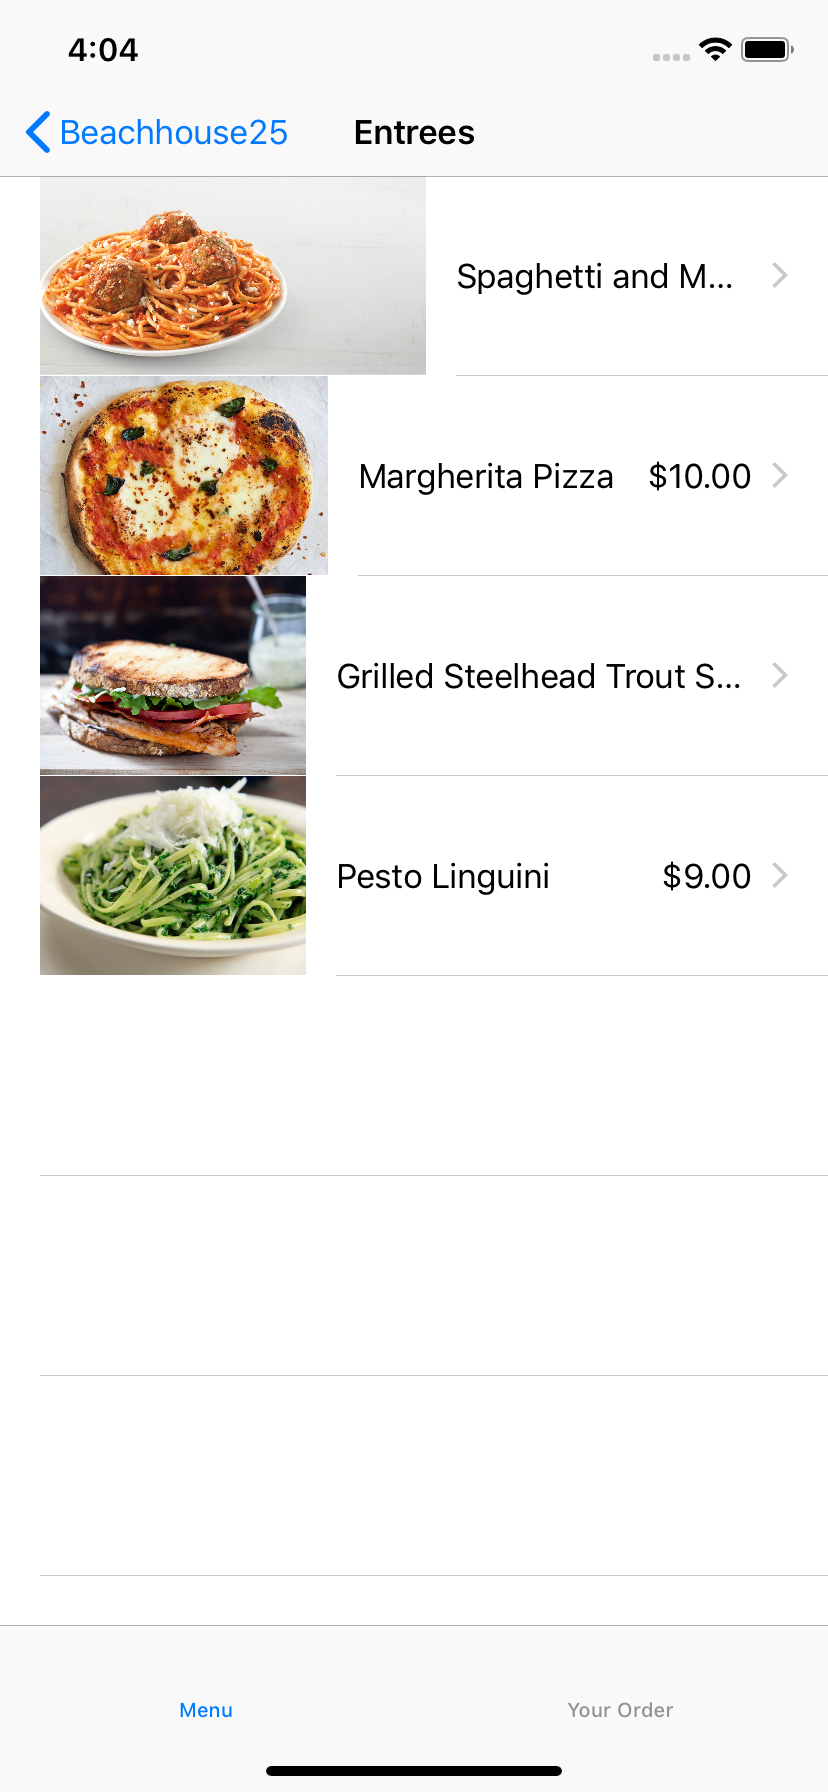 4:04
Beachhouse25 Entrees
Spaghetti and M...
Margherita Pizza $10.00
Grilled Steelhead Trout S...
Pesto Linguini $9.00
Menu Your Order